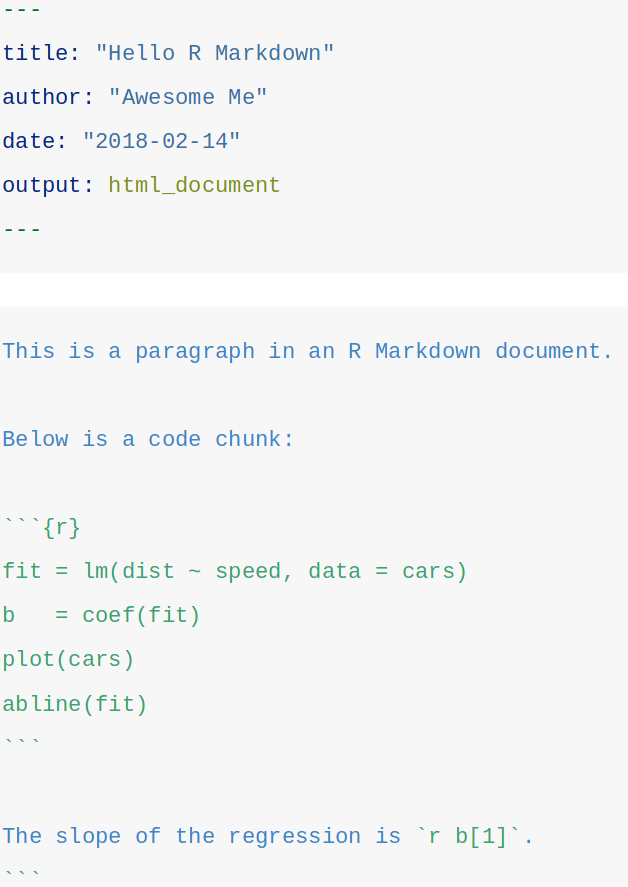 ---
title: "Hello R Markdown"
author: "Awesome Me"
date: "2018-02-14"
output: html_document
---
This is a paragraph in an R Markdown document.
Below is a code chunk:
```{r}
fit = lm(dist ~ speed, data = cars)
b   = coef(fit)
plot(cars)
abline(fit)
```
The slope of the regression is `r b[1]`.
```